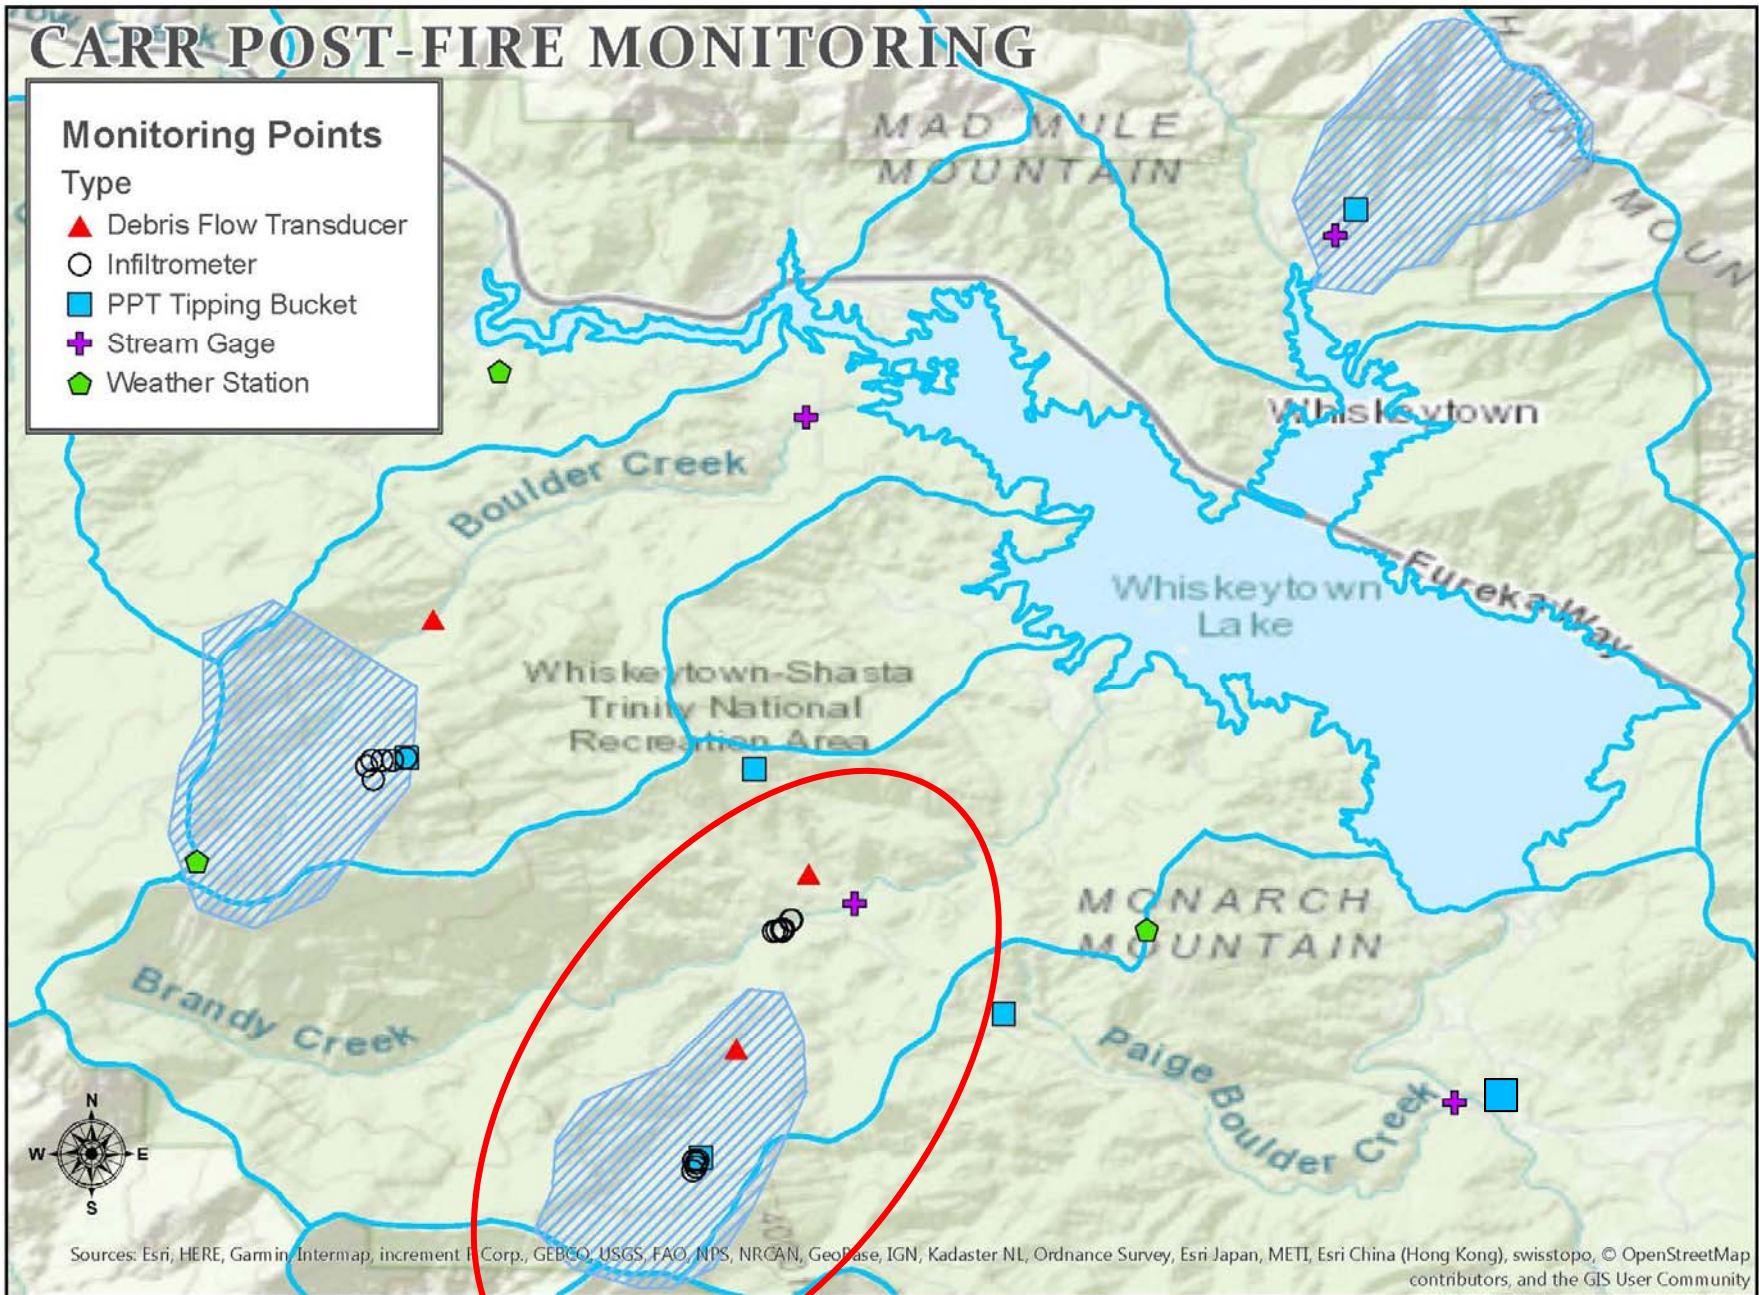 CARR POST-FIRE MONITORING
Monitoring Points
Type
Debris Flow Transducer
Infiltrometer
PPT Tipping Bucket
Stream Gage
Weather Station
MAD MULE
MOUNTAIN
MOUN
Whiskeytown
Boulder Creek
Eureka Way
Whiskeytown
Lake
Whiskeytown-Shasta
Trinity National
Recreation Area
MONARCH
MOUNTAIN
Brandy Creek
Paige Boulder Creek
N
W E
S
Sources: Esri, HERE, Garmin, Intermap, increment P Corp., GEBCO, USGS, FAO, NPS, NRCAN, GeoBase, IGN, Kadaster NL, Ordnance Survey, Esri Japan, METI, Esri China (Hong Kong), swisstopo, © OpenStreetMap
contributors, and the GIS User Community